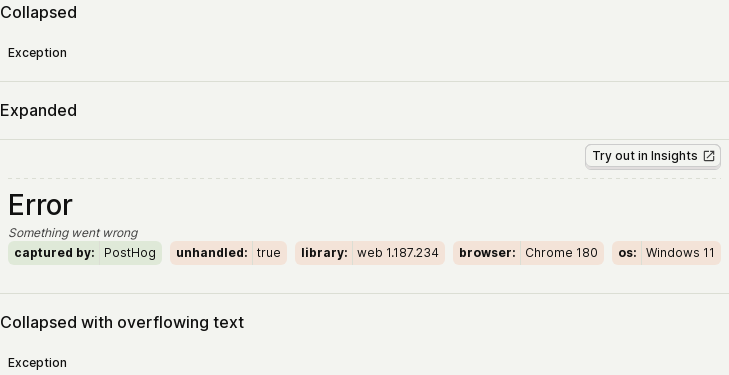 Collapsed
Exception
Expanded
Try out in Insights
Error
Something went wrong
captured by: PostHog unhandled: true library: web 1.187.234 browser: Chrome 180 os: Windows 11
Collapsed with overflowing text
Exception